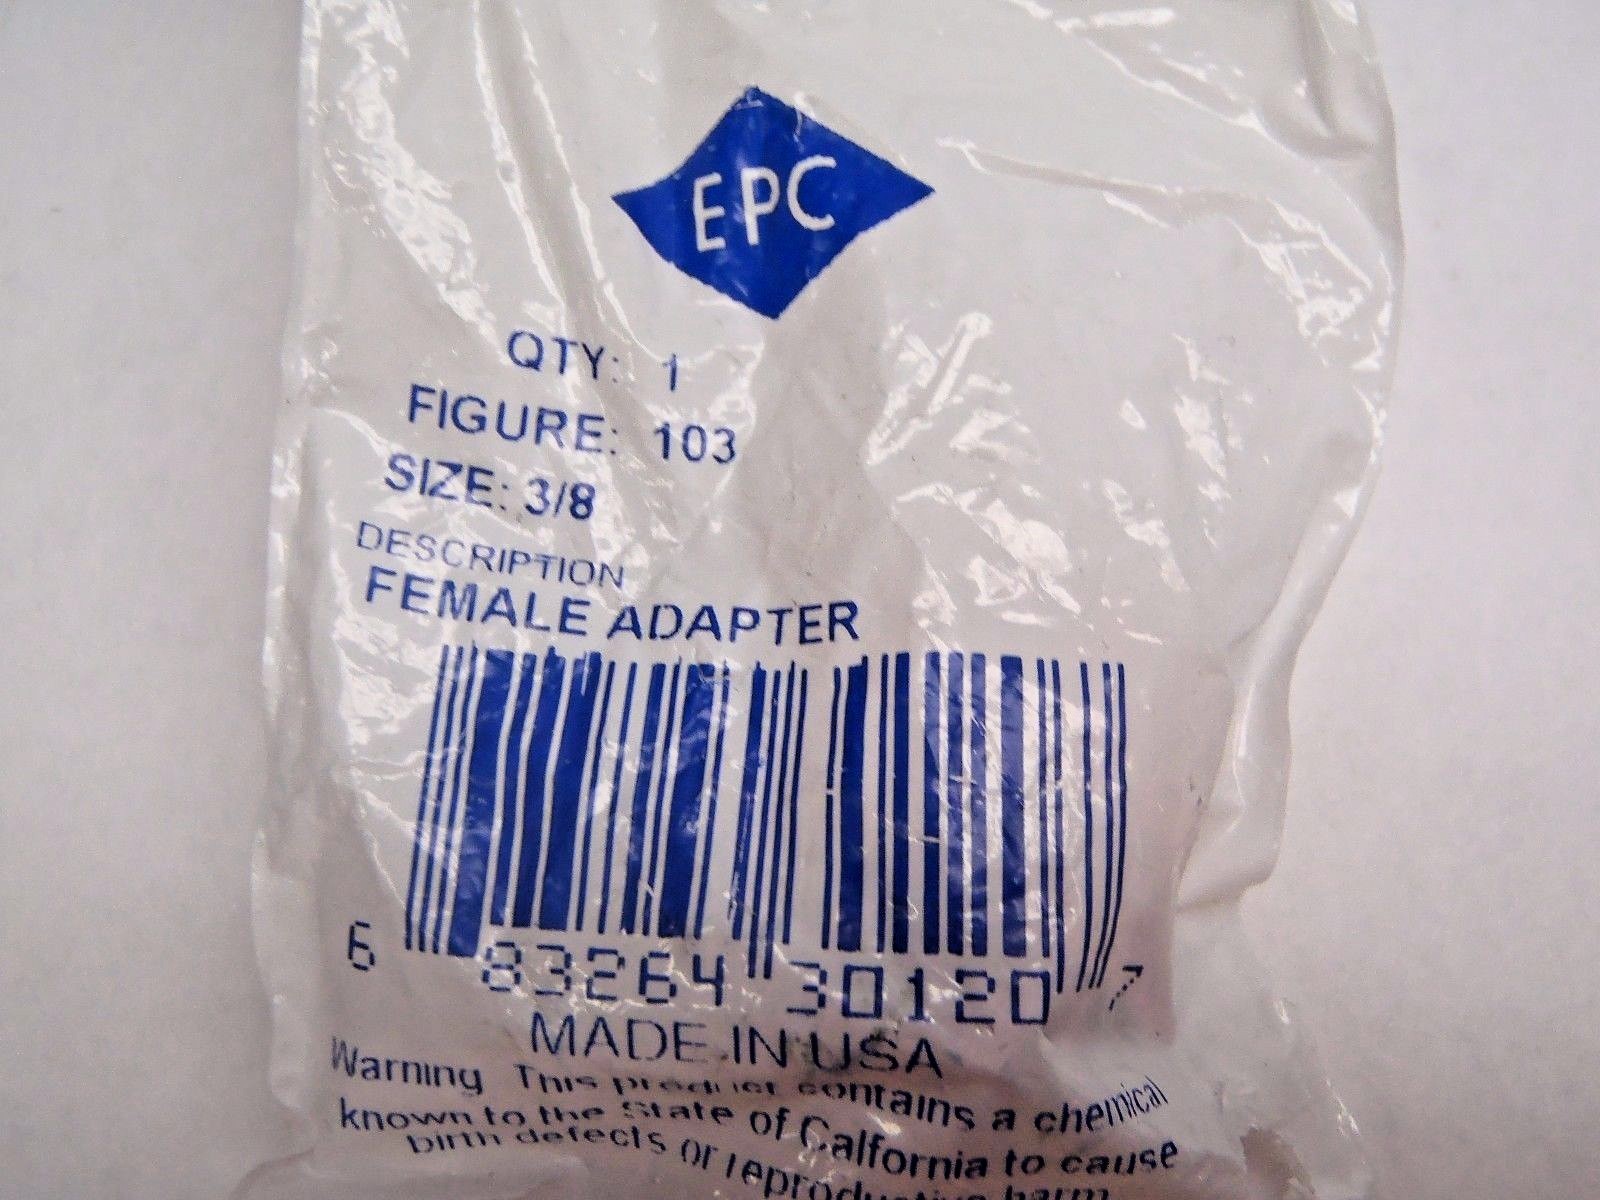 EPC
QTY: 1
FIGURE: 103
SIZE: 3/8
DESCRIPTION
FEMALE ADAPTER
6 83264 30120 7
MADE IN USA
Warning This product contains a chemical
known to the State of Calfornia to cause
birth defects or reproductive harm